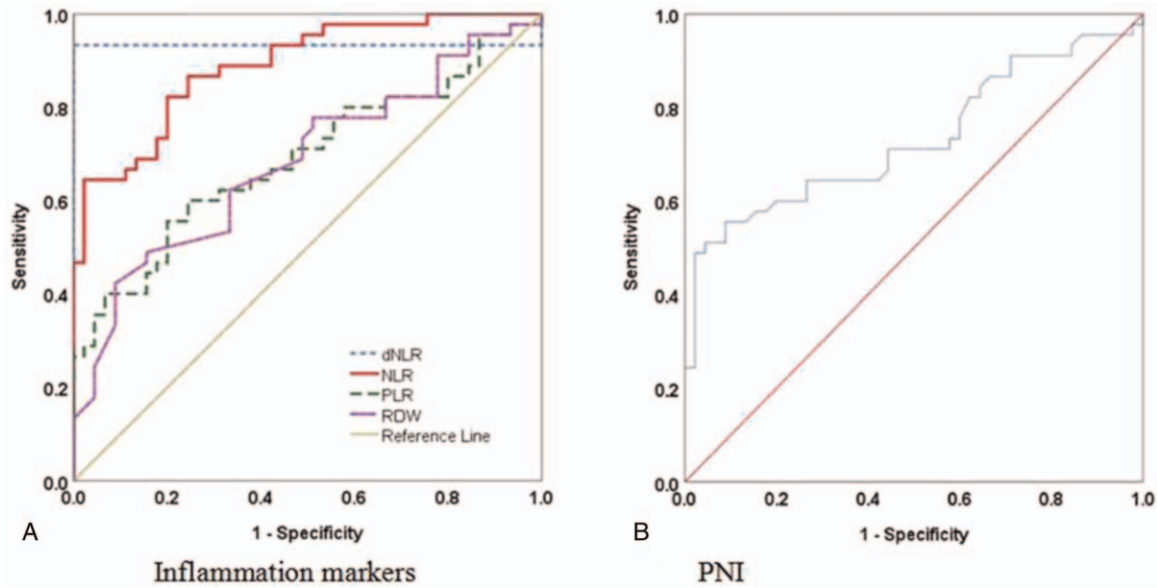 1.0
0.8
0.6
0.4
0.2
0.0
Sensitivity
dNLR
NLR
PLR
RDW
Reference Line
0.0 0.2 0.4 0.6 0.8 1.0
1 - Specificity
A
Inflammation markers
1.0
0.8
0.6
0.4
0.2
0.0
Sensitivity
0.0 0.2 0.4 0.6 0.8 1.0
1 - Specificity
B
PNI